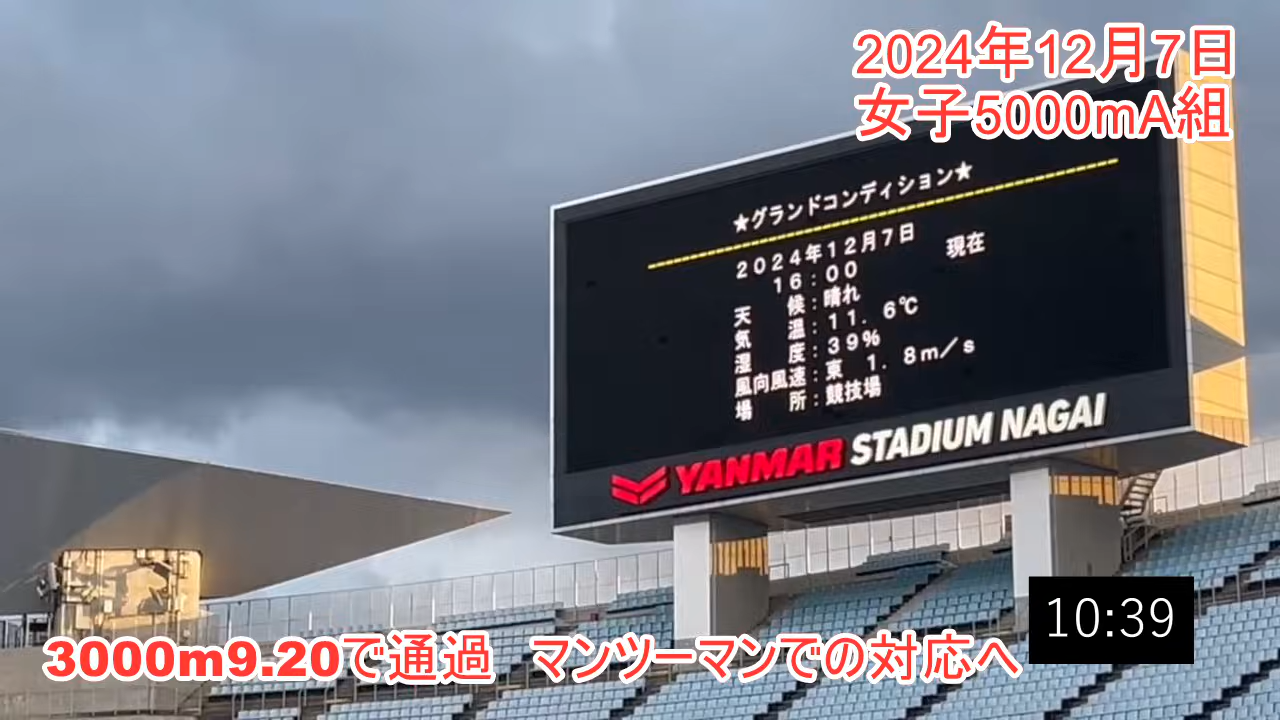 2024年12月7日
女子5000mA組
★グランドコンディション★
2024年12月7日
16:00 現在
天候:晴れ
気温:11.6℃
湿度:39%
風向風速:東 1.8m/s
場所:競技場
YANMAR STADIUM NAGAI
10:39
3000m9.20で通過 マンツーマンでの対応へ